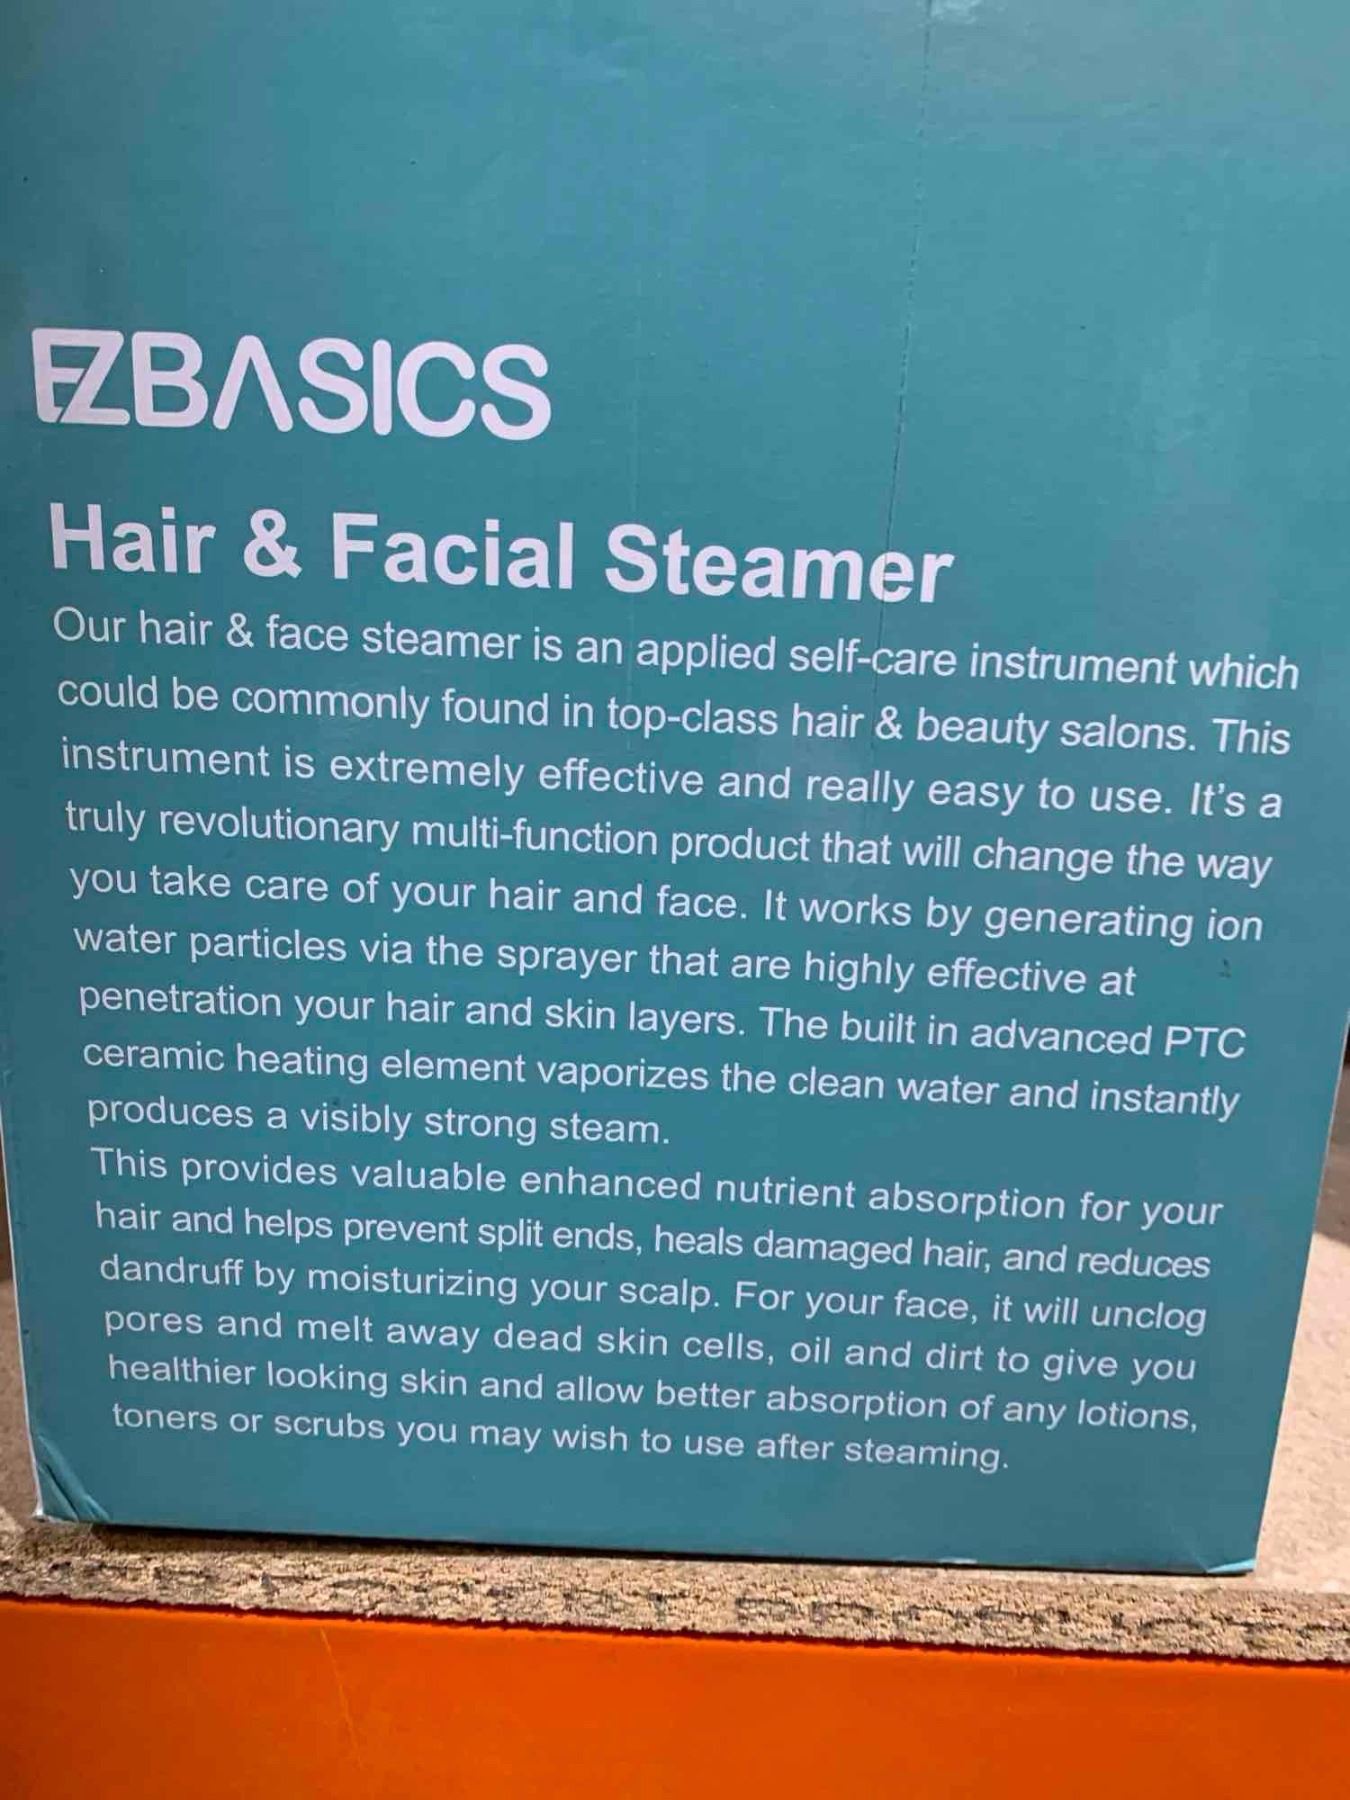 EZBASICS
Hair & Facial Steamer
Our hair & face steamer is an applied self-care instrument which
could be commonly found in top-class hair & beauty salons. This
instrument is extremely effective and really easy to use. It's a
truly revolutionary multi-function product that will change the way
you take care of your hair and face. It works by generating ion
water particles via the sprayer that are highly effective at
penetration your hair and skin layers. The built in advanced PTC
ceramic heating element vaporizes the clean water and instantly
produces a visibly strong steam.
This provides valuable enhanced nutrient absorption for your
hair and helps prevent split ends, heals damaged hair, and reduces
dandruff by moisturizing your scalp. For your face, it will unclog
pores and melt away dead skin cells, oil and dirt to give you
healthier looking skin and allow better absorption of any lotions,
toners or scrubs you may wish to use after steaming.